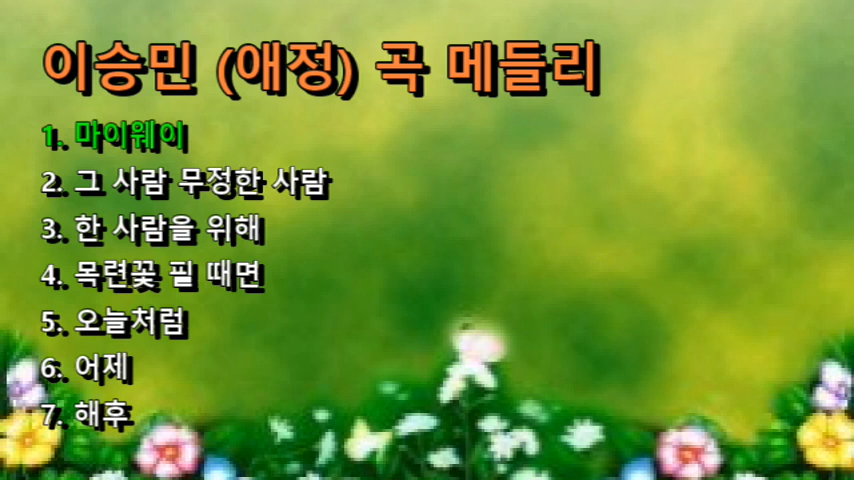 이승민 (애정) 곡 메들리
1. 마이웨이
2. 그 사람 무정한 사람
3. 한 사람을 위해
4. 목련꽃 필 때면
5. 오늘처럼
6. 어제
7. 해후